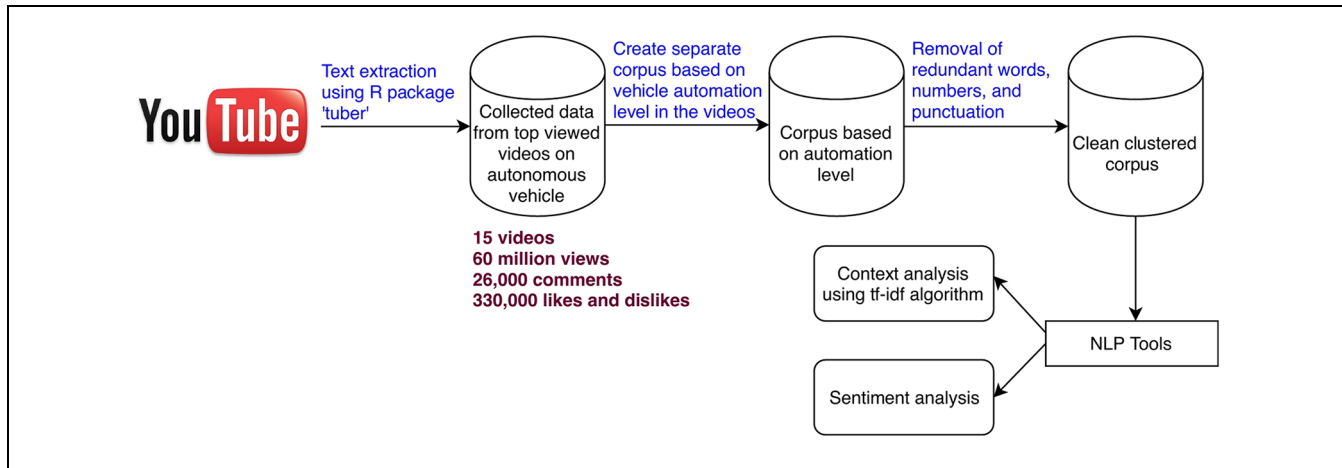 YouTube
Text extraction
using R package
'tuber'
Collected data
from top viewed
videos on
autonomous
vehicle
15 videos
60 million views
26,000 comments
330,000 likes and dislikes
Create separate
corpus based on
vehicle automation
level in the videos
Corpus based
on automation
level
Removal of
redundant words,
numbers, and
punctuation
Clean clustered
corpus
NLP Tools
Context analysis
using tf-idf algorithm
Sentiment analysis